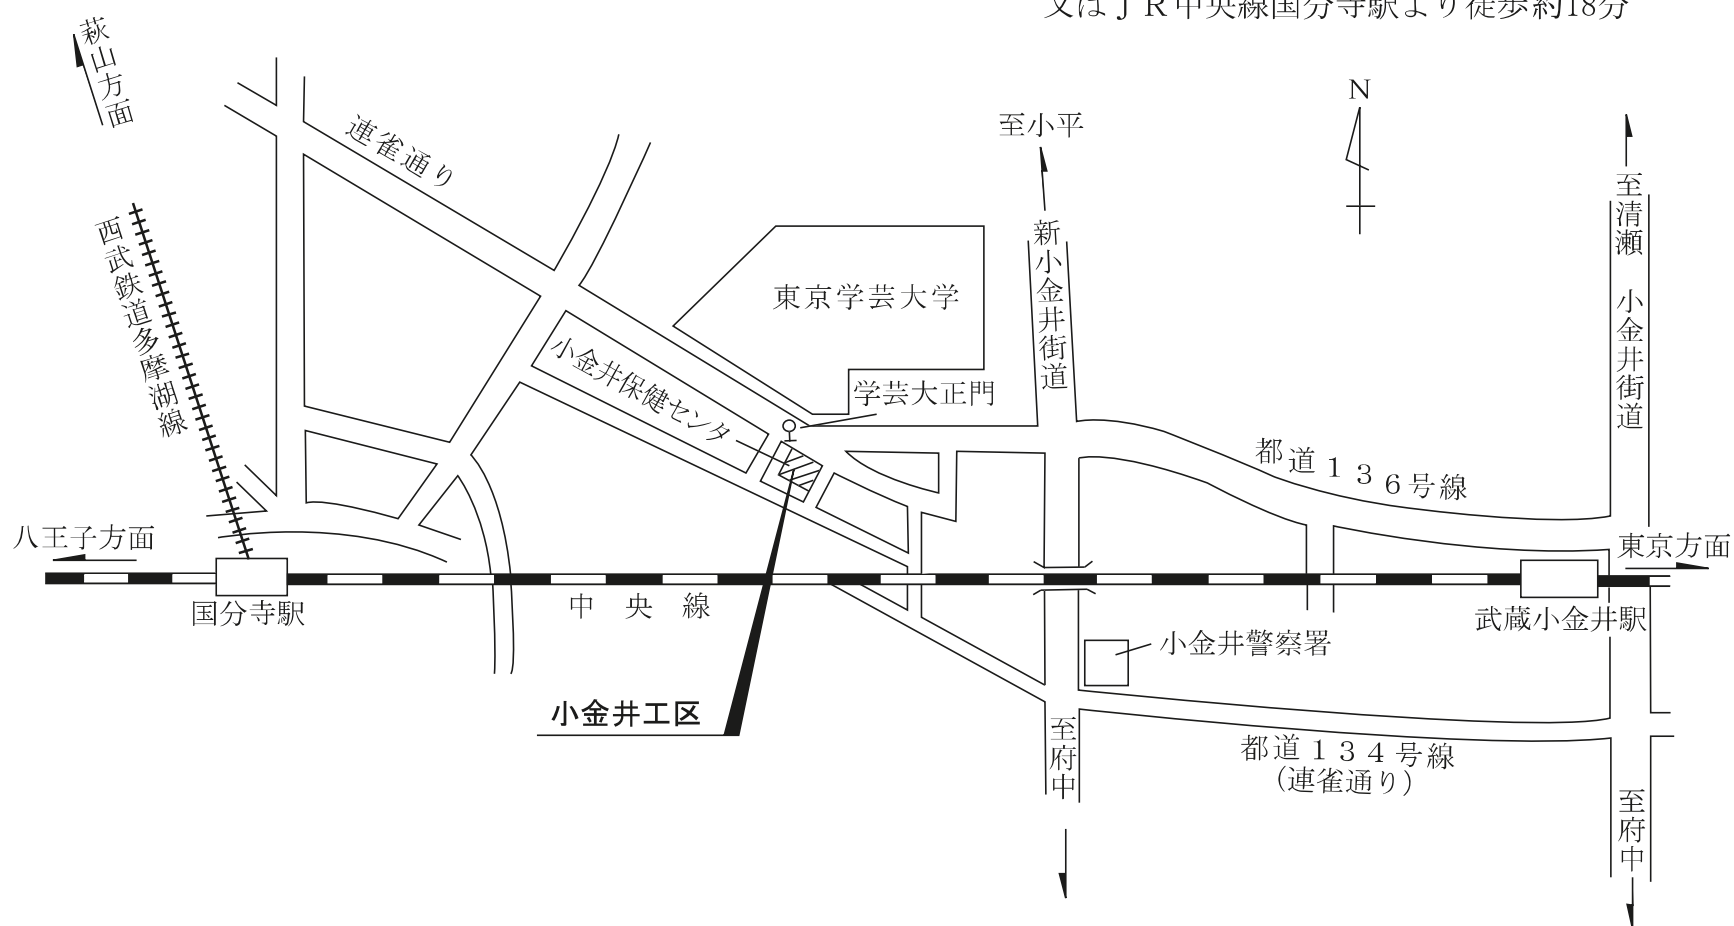 又はＪＲ中央線国分寺駅より徒歩約18分
萩山方面
連雀通り
N
至小平
西武鉄道多摩湖線
新小金井街道
至清瀬 小金井街道
東京学芸大学
小金井保健センター
学芸大正門
都道１３６号線
八王子方面
東京方面
国分寺駅
中央線
武蔵小金井駅
小金井警察署
小金井工区
至府中
都道１３４号線
(連雀通り)
至府中